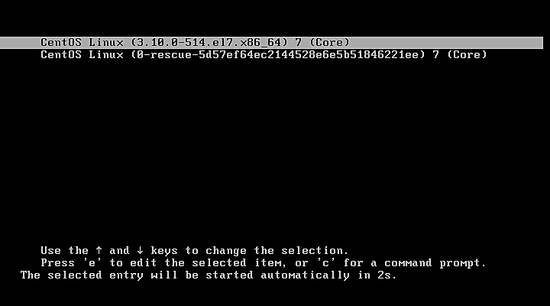 CentOS Linux (3.10.0-514.el7.x86_64) 7 (Core)
CentOS Linux (0-rescue-5d57ef64ec2144528e6e5b51846221ee) 7 (Core)
Use the ↑ and ↓ keys to change the selection.
Press 'e' to edit the selected item, or 'c' for a command prompt.
The selected entry will be started automatically in 2s.